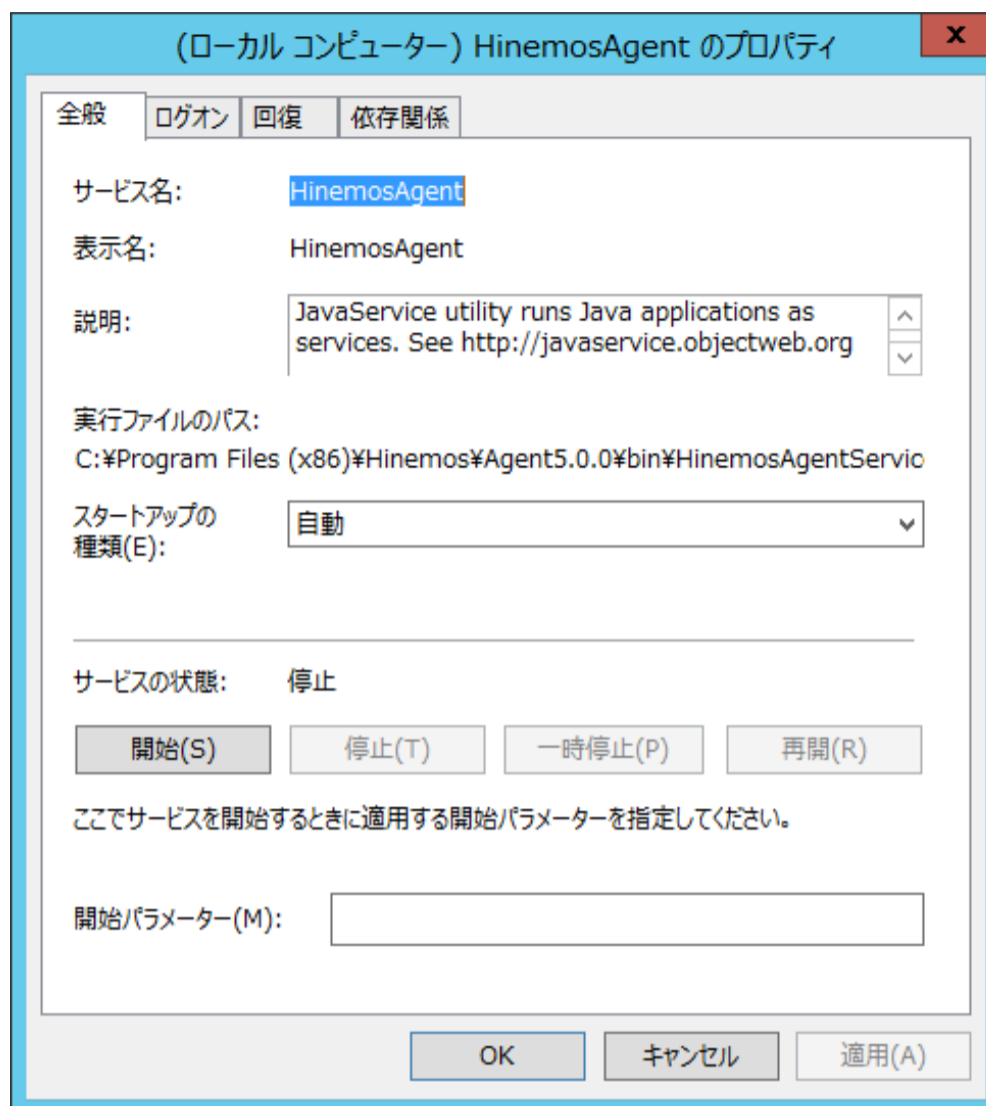 (ローカル コンピューター) HinemosAgent のプロパティ
x
全般 ログオン 回復 依存関係
サービス名: HinemosAgent
表示名: HinemosAgent
説明: JavaService utility runs Java applications as
services. See http://javaservice.objectweb.org
実行ファイルのパス:
C:¥Program Files (x86)¥Hinemos¥Agent5.0.0¥bin¥HinemosAgentServic
スタートアップの
種類(E): 自動
サービスの状態: 停止
開始(S) 停止(T) 一時停止(P) 再開(R)
ここでサービスを開始するときに適用する開始パラメーターを指定してください。
開始パラメーター(M):
OK キャンセル 適用(A)